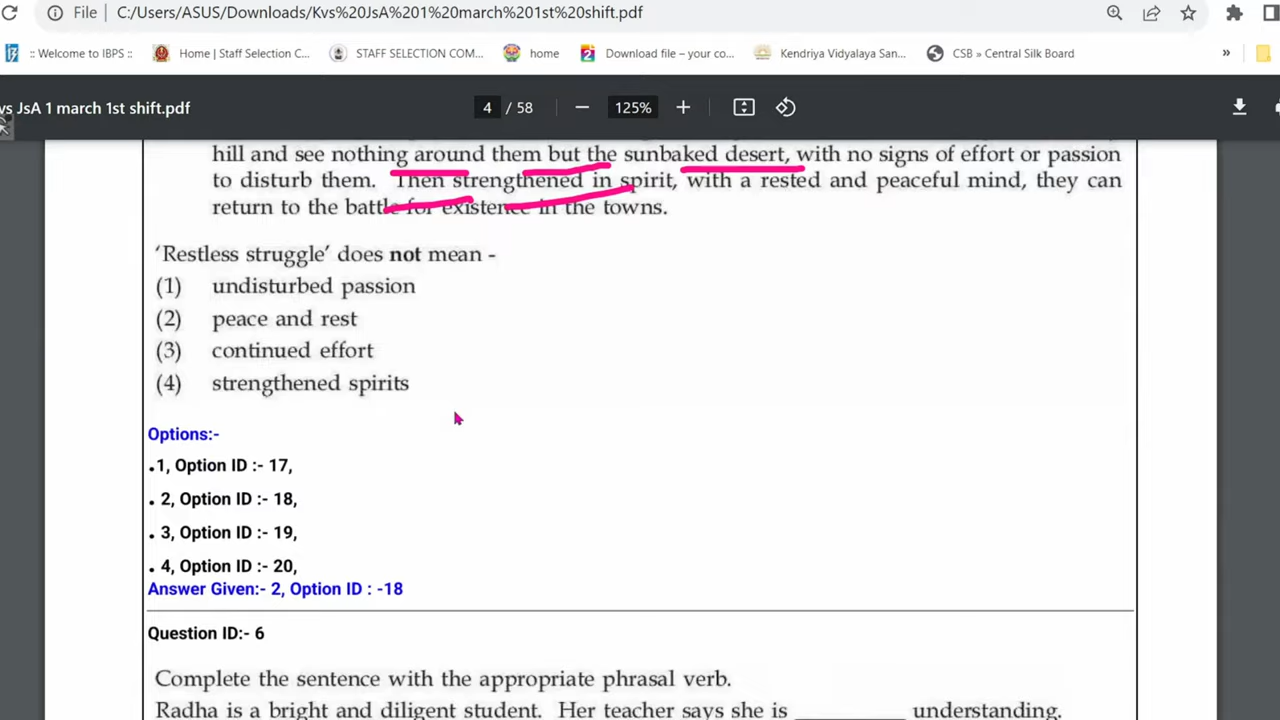 File | C:/Users/ASUS/Downloads/Kvs%20JsA%201%20march%201st%20shift.pdf
:: Welcome to IBPS :: Home | Staff Selection C... STAFF SELECTION COM... home Download file – your co... Kendriya Vidyalaya San... CSB » Central Silk Board »
vs JsA 1 march 1st shift.pdf 4 / 58 − 125% +
hill and see nothing around them but the sunbaked desert, with no signs of effort or passion
to disturb them. Then strengthened in spirit, with a rested and peaceful mind, they can
return to the battle for existence in the towns.
‘Restless struggle’ does not mean -
(1) undisturbed passion
(2) peace and rest
(3) continued effort
(4) strengthened spirits
Options:-
.1, Option ID :- 17,
. 2, Option ID :- 18,
. 3, Option ID :- 19,
. 4, Option ID :- 20,
Answer Given:- 2, Option ID : -18
Question ID:- 6
Complete the sentence with the appropriate phrasal verb.
Radha is a bright and diligent student. Her teacher says she is __________ understanding.